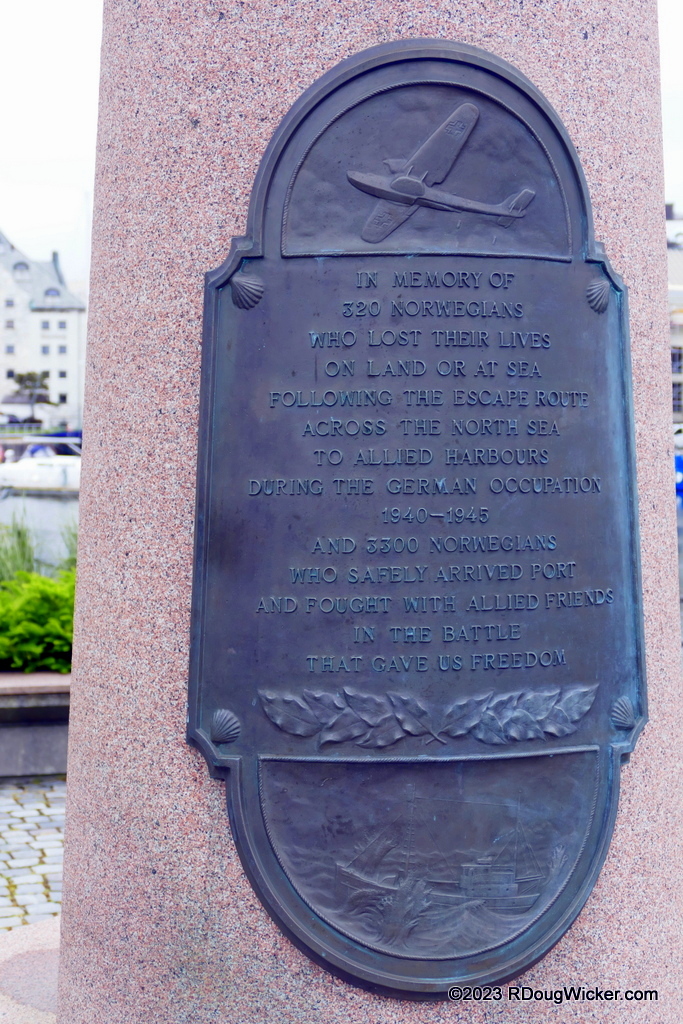 IN MEMORY OF
320 NORWEGIANS
WHO LOST THEIR LIVES
ON LAND OR AT SEA
FOLLOWING THE ESCAPE ROUTE
ACROSS THE NORTH SEA
TO ALLIED HARBOURS
DURING THE GERMAN OCCUPATION
1940–1945
AND 3300 NORWEGIANS
WHO SAFELY ARRIVED PORT
AND FOUGHT WITH ALLIED FRIENDS
IN THE BATTLE
THAT GAVE US FREEDOM
©2023 RDougWicker.com